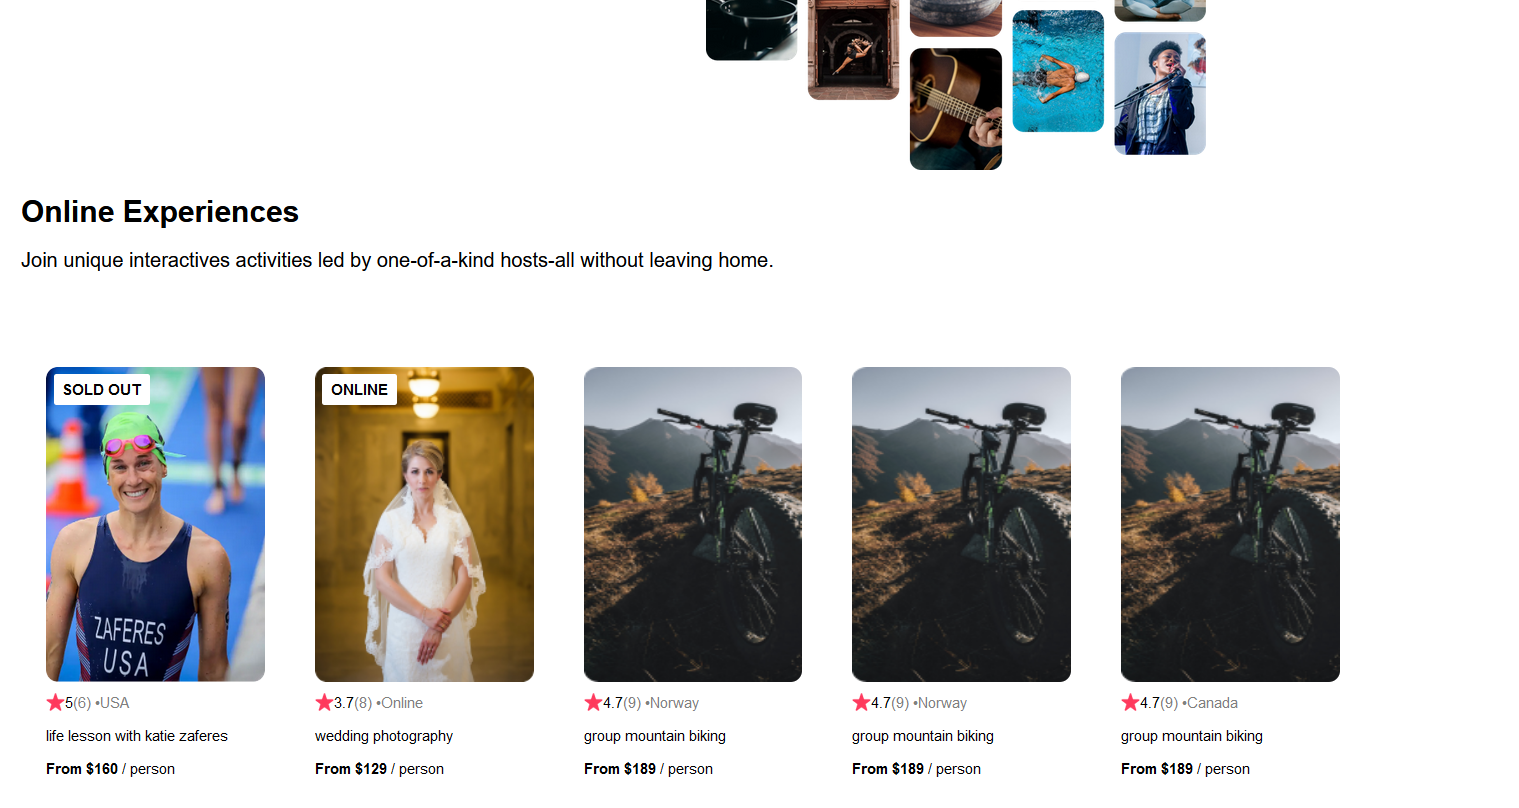 Online Experiences
Join unique interactives activities led by one-of-a-kind hosts-all without leaving home.
SOLD OUT
ZAFERES
USA
5(6) •USA
life lesson with katie zaferes
From $160 / person
ONLINE
3.7(8) •Online
wedding photography
From $129 / person
4.7(9) •Norway
group mountain biking
From $189 / person
4.7(9) •Norway
group mountain biking
From $189 / person
4.7(9) •Canada
group mountain biking
From $189 / person